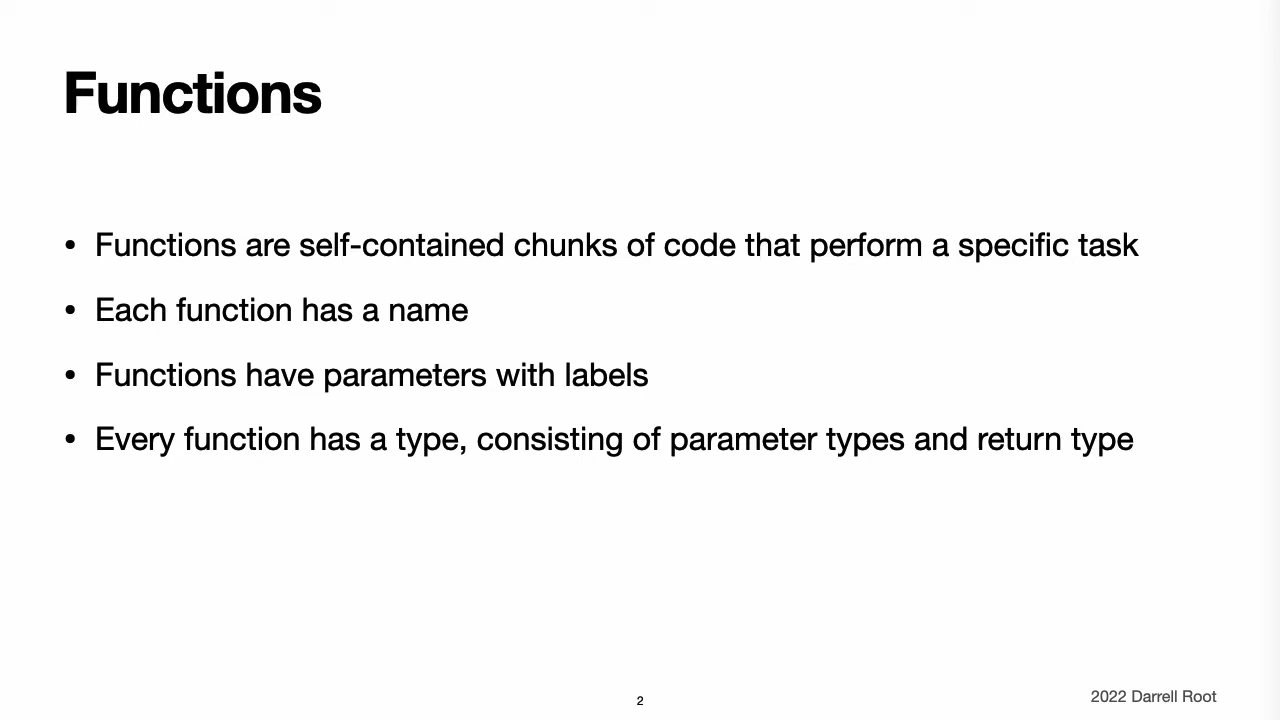 Functions
• Functions are self-contained chunks of code that perform a specific task
• Each function has a name
• Functions have parameters with labels
• Every function has a type, consisting of parameter types and return type
2
2022 Darrell Root